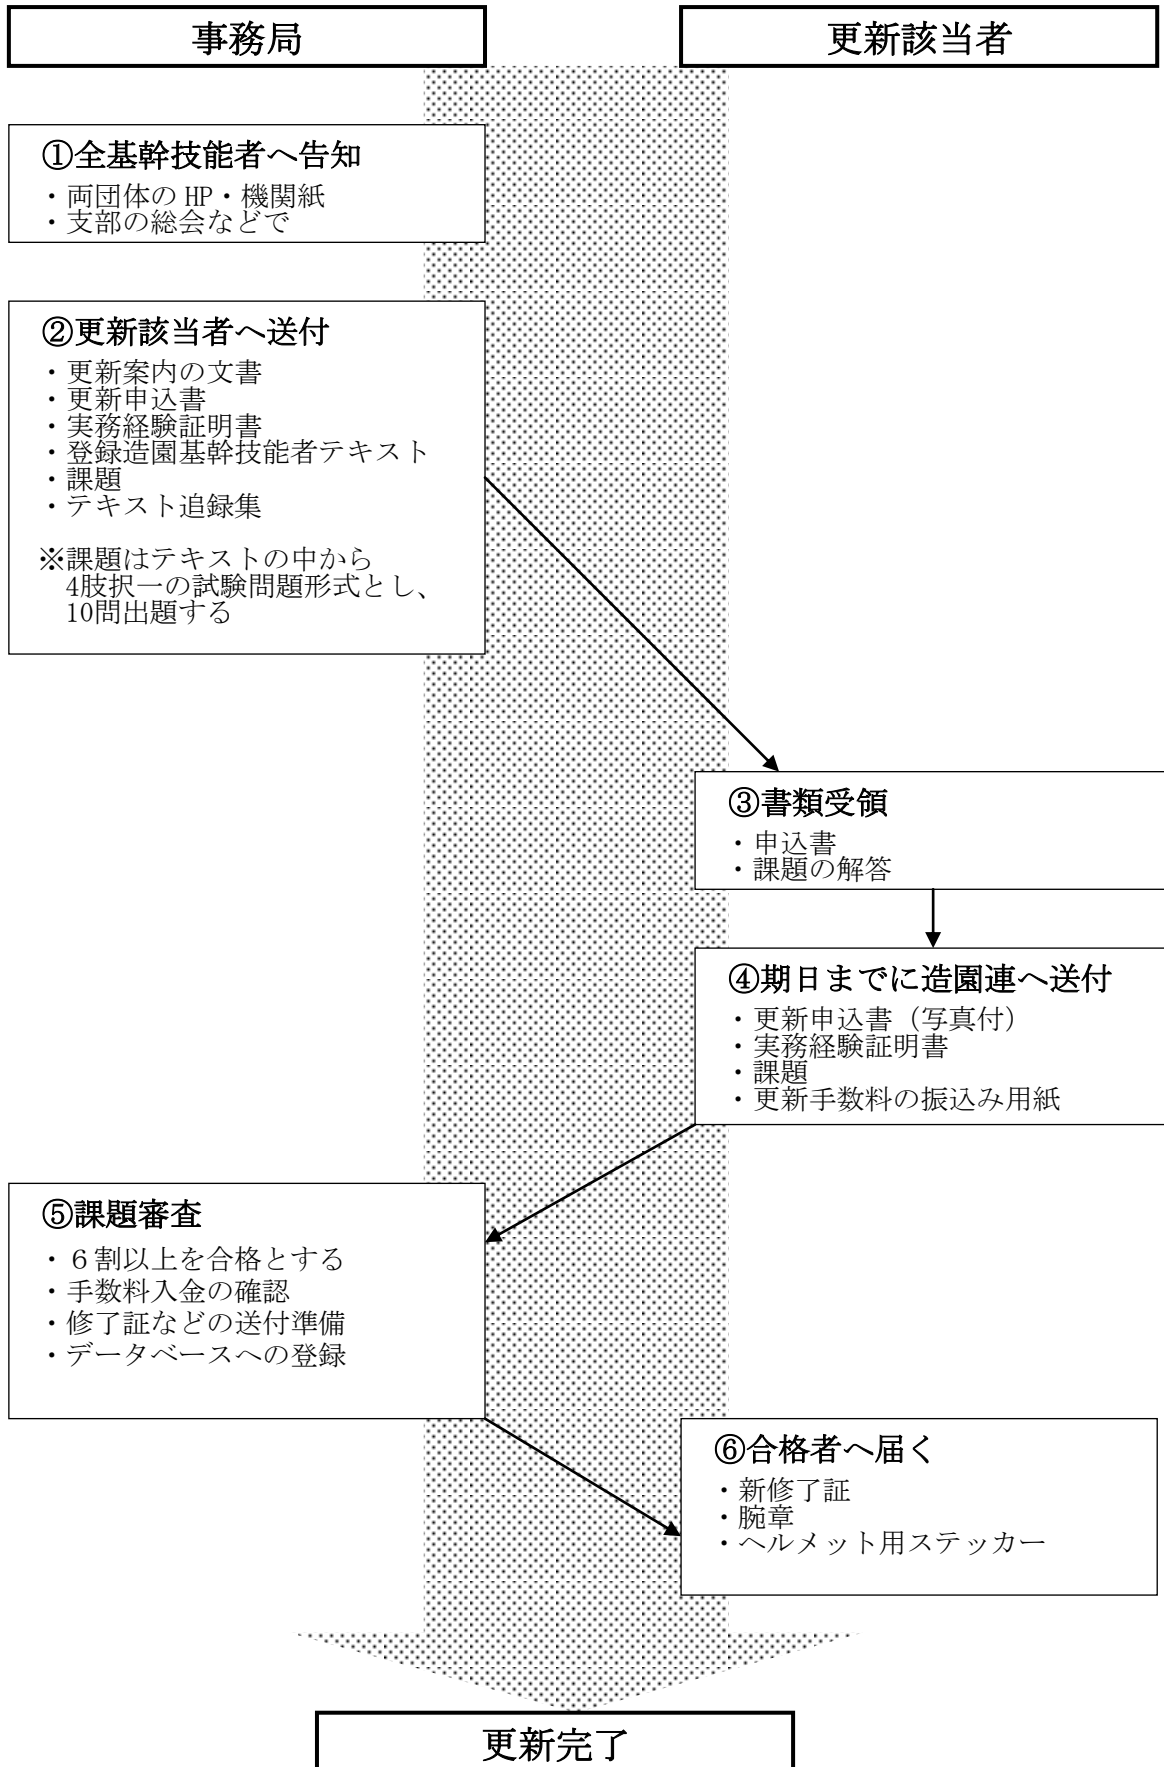 事務局
更新該当者
①全基幹技能者へ告知
・両団体の HP・機関紙
・支部の総会などで
②更新該当者へ送付
・更新案内の文書
・更新申込書
・実務経験証明書
・登録造園基幹技能者テキスト
・課題
・テキスト追録集
※課題はテキストの中から
4肢択一の試験問題形式とし、
10問出題する
③書類受領
・申込書
・課題の解答
④期日までに造園連へ送付
・更新申込書（写真付）
・実務経験証明書
・課題
・更新手数料の振込み用紙
⑤課題審査
・６割以上を合格とする
・手数料入金の確認
・修了証などの送付準備
・データベースへの登録
⑥合格者へ届く
・新修了証
・腕章
・ヘルメット用ステッカー
更新完了